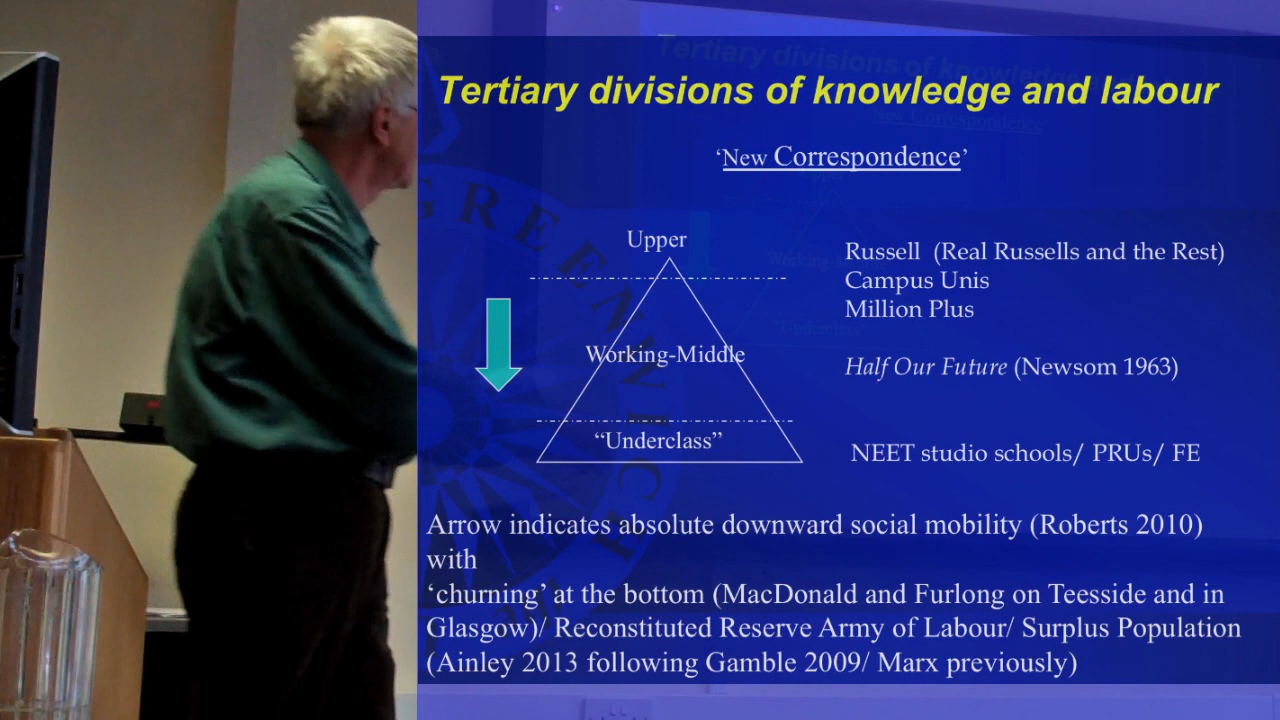 Tertiary divisions of knowledge and labour
‘New Correspondence’
Upper
Russell (Real Russells and the Rest)
Campus Unis
Million Plus
Working-Middle
Half Our Future (Newsom 1963)
“Underclass”
NEET studio schools/ PRUs/ FE
Arrow indicates absolute downward social mobility (Roberts 2010)
with
‘churning’ at the bottom (MacDonald and Furlong on Teesside and in
Glasgow)/ Reconstituted Reserve Army of Labour/ Surplus Population
(Ainley 2013 following Gamble 2009/ Marx previously)
GREENWICH